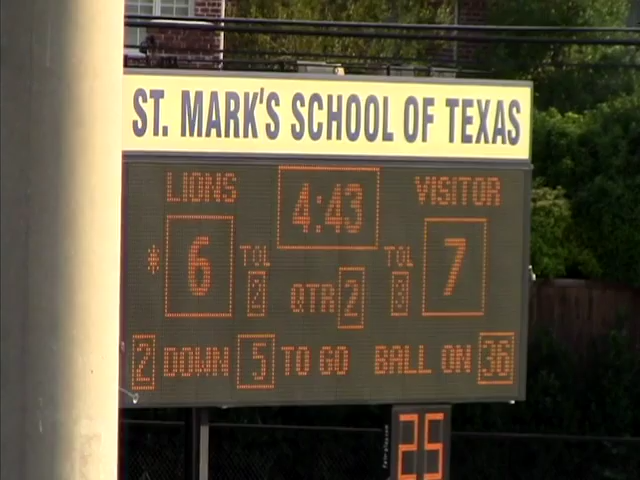 ST. MARK'S SCHOOL OF TEXAS
LIONS 4:43 VISITOR
* 6 TOL 2 QTR 2 TOL 3 7
2 DOWN 5 TO GO BALL ON 36
25